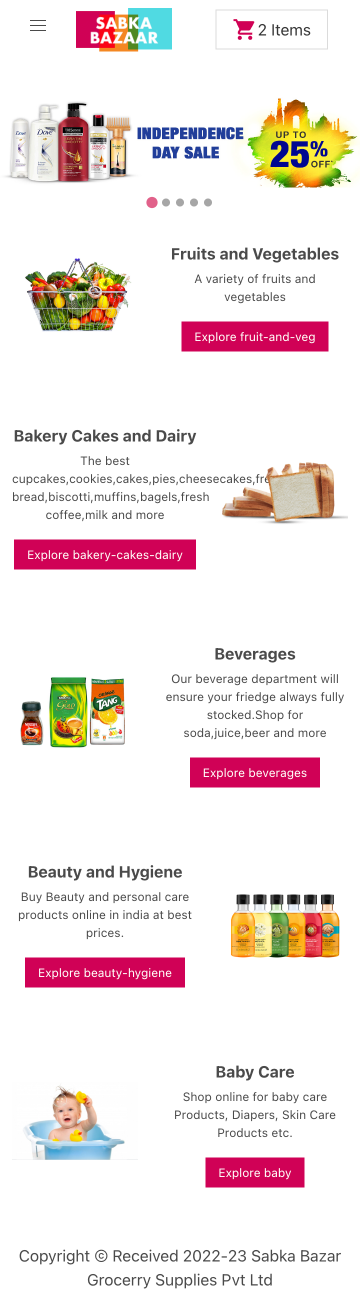 SABKA
BAZAAR
2 Items
Dove
INDEPENDENCE
DAY SALE
UP TO
25%
OFF*
Fruits and Vegetables
A variety of fruits and
vegetables
Explore fruit-and-veg
Bakery Cakes and Dairy
The best
cupcakes,cookies,cakes,pies,cheesecakes,fre
bread,biscotti,muffins,bagels,fresh
coffee,milk and more
Explore bakery-cakes-dairy
Beverages
Our beverage department will
ensure your friedge always fully
stocked.Shop for
soda,juice,beer and more
TANG
Explore beverages
Beauty and Hygiene
Buy Beauty and personal care
products online in india at best
prices.
Explore beauty-hygiene
Baby Care
Shop online for baby care
Products, Diapers, Skin Care
Products etc.
Explore baby
Copyright © Received 2022-23 Sabka Bazar
Grocerry Supplies Pvt Ltd